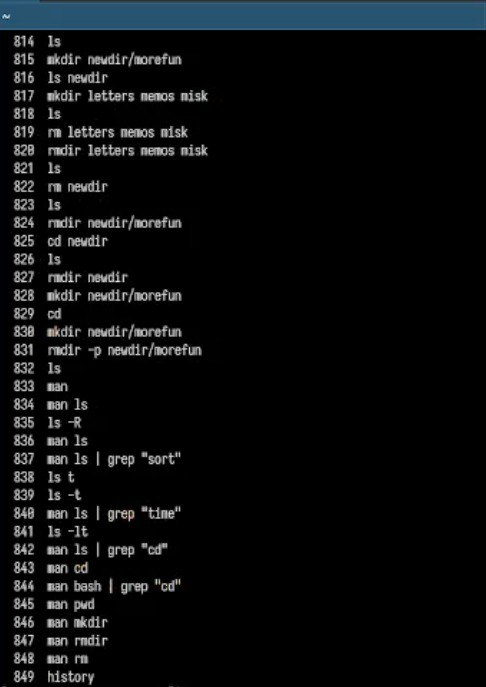 ~
814 ls
815 mkdir newdir/morefun
816 ls newdir
817 mkdir letters memos misk
818 ls
819 rm letters memos misk
820 rmdir letters memos misk
821 ls
822 rm newdir
823 ls
824 rmdir newdir/morefun
825 cd newdir
826 ls
827 rmdir newdir
828 mkdir newdir/morefun
829 cd
830 mkdir newdir/morefun
831 rmdir -p newdir/morefun
832 ls
833 man
834 man ls
835 ls -R
836 man ls
837 man ls | grep "sort"
838 ls t
839 ls -t
840 man ls | grep "time"
841 ls -lt
842 man ls | grep "cd"
843 man cd
844 man bash | grep "cd"
845 man pwd
846 man mkdir
847 man rmdir
848 man rm
849 history